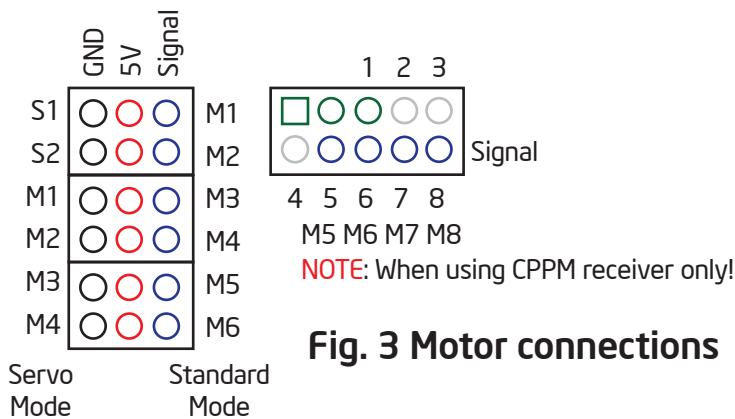 GND 5V Signal
1 2 3
S1 M1
S2 M2 Signal
M1 M3 4 5 6 7 8
M2 M4 M5 M6 M7 M8
NOTE: When using CPPM receiver only!
M3 M5
M4 M6
Fig. 3 Motor connections
Servo Standard
Mode Mode